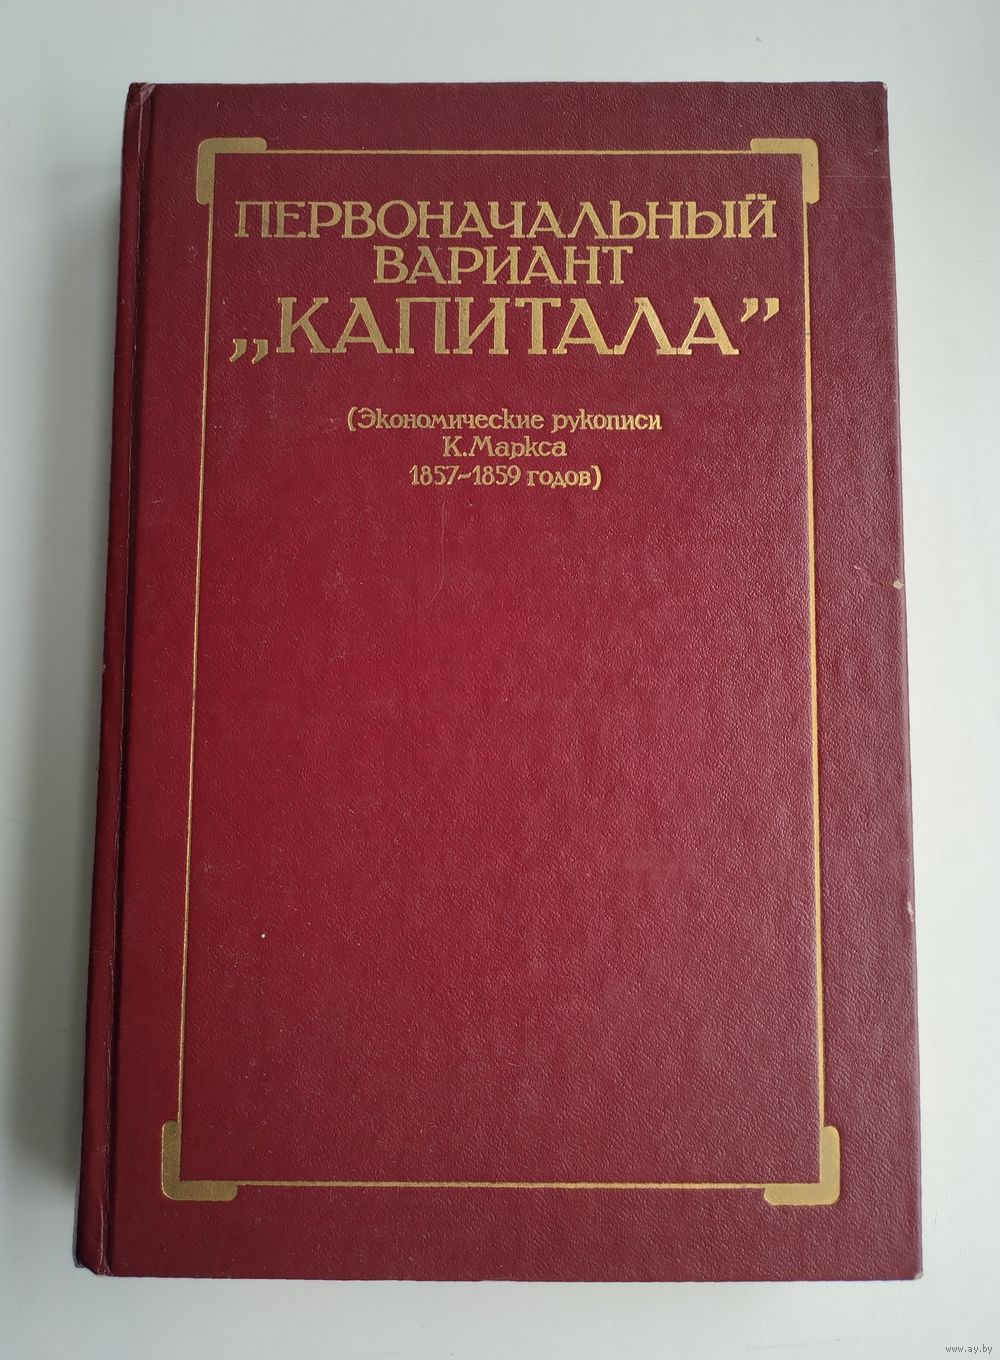 ПЕРВОНАЧАЛЬНЫЙ
ВАРИАНТ
„КАПИТАЛА”
(Экономические рукописи
К.Маркса
1857-1859 годов)
www.ay.by